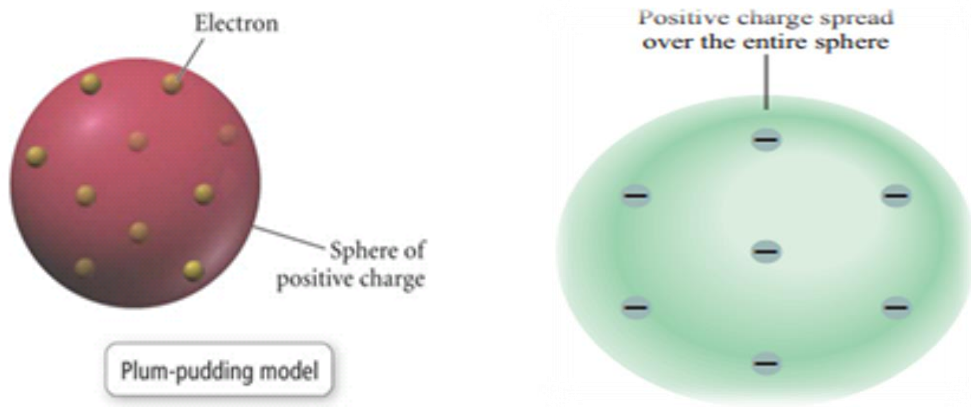 Electron
Sphere of
positive charge
Plum-pudding model
Positive charge spread
over the entire sphere